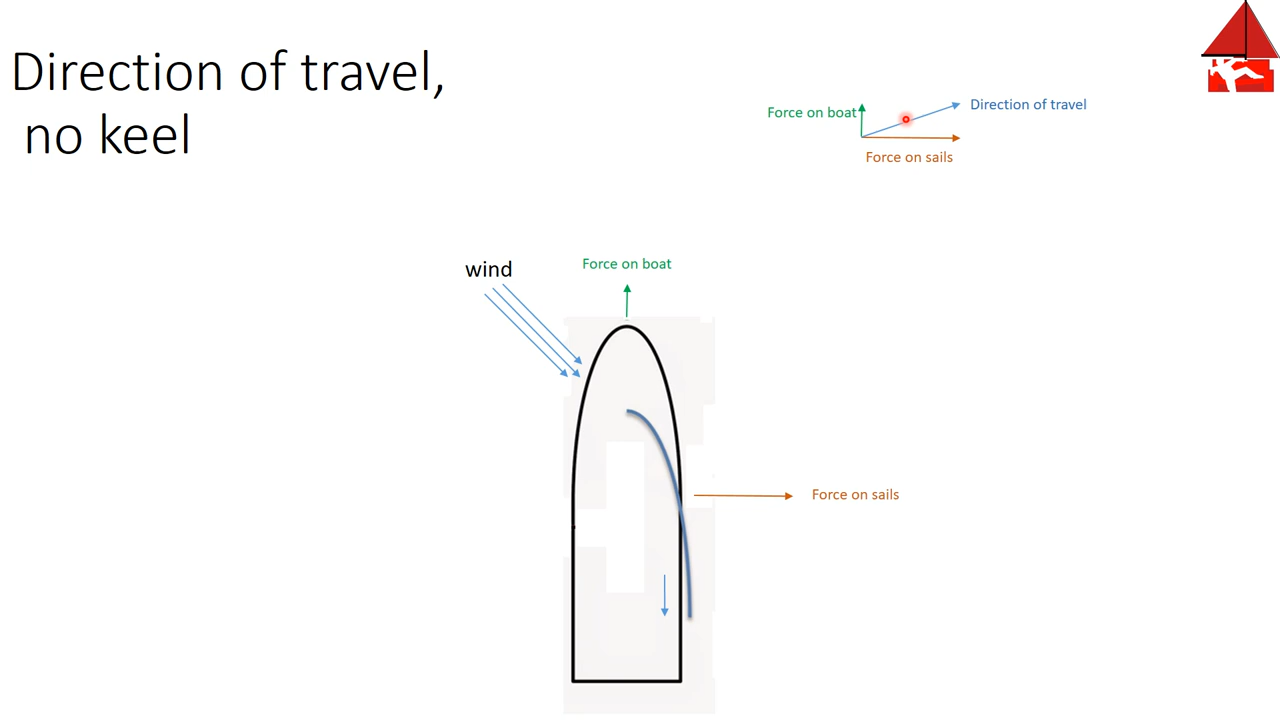 Direction of travel,
no keel
Force on boat
Direction of travel
Force on sails
wind
Force on boat
Force on sails